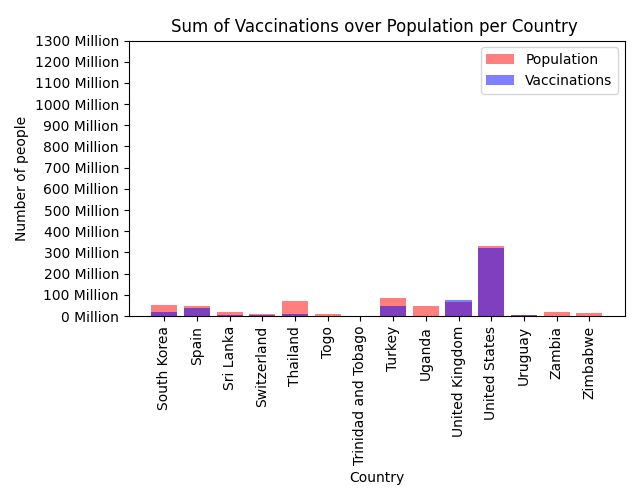 Sum of Vaccinations over Population per Country
Population
Vaccinations
Number of people
1300 Million
1200 Million
1100 Million
1000 Million
900 Million
800 Million
700 Million
600 Million
500 Million
400 Million
300 Million
200 Million
100 Million
0 Million
South Korea
Spain
Sri Lanka
Switzerland
Thailand
Togo
Trinidad and Tobago
Turkey
Uganda
United Kingdom
United States
Uruguay
Zambia
Zimbabwe
Country